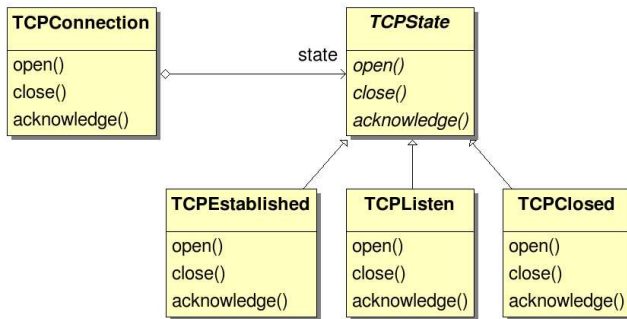 TCPConnection
open()
close()
acknowledge()
state
TCPState
open()
close()
acknowledge()
TCPEstablished
open()
close()
acknowledge()
TCPListen
open()
close()
acknowledge()
TCPClosed
open()
close()
acknowledge()